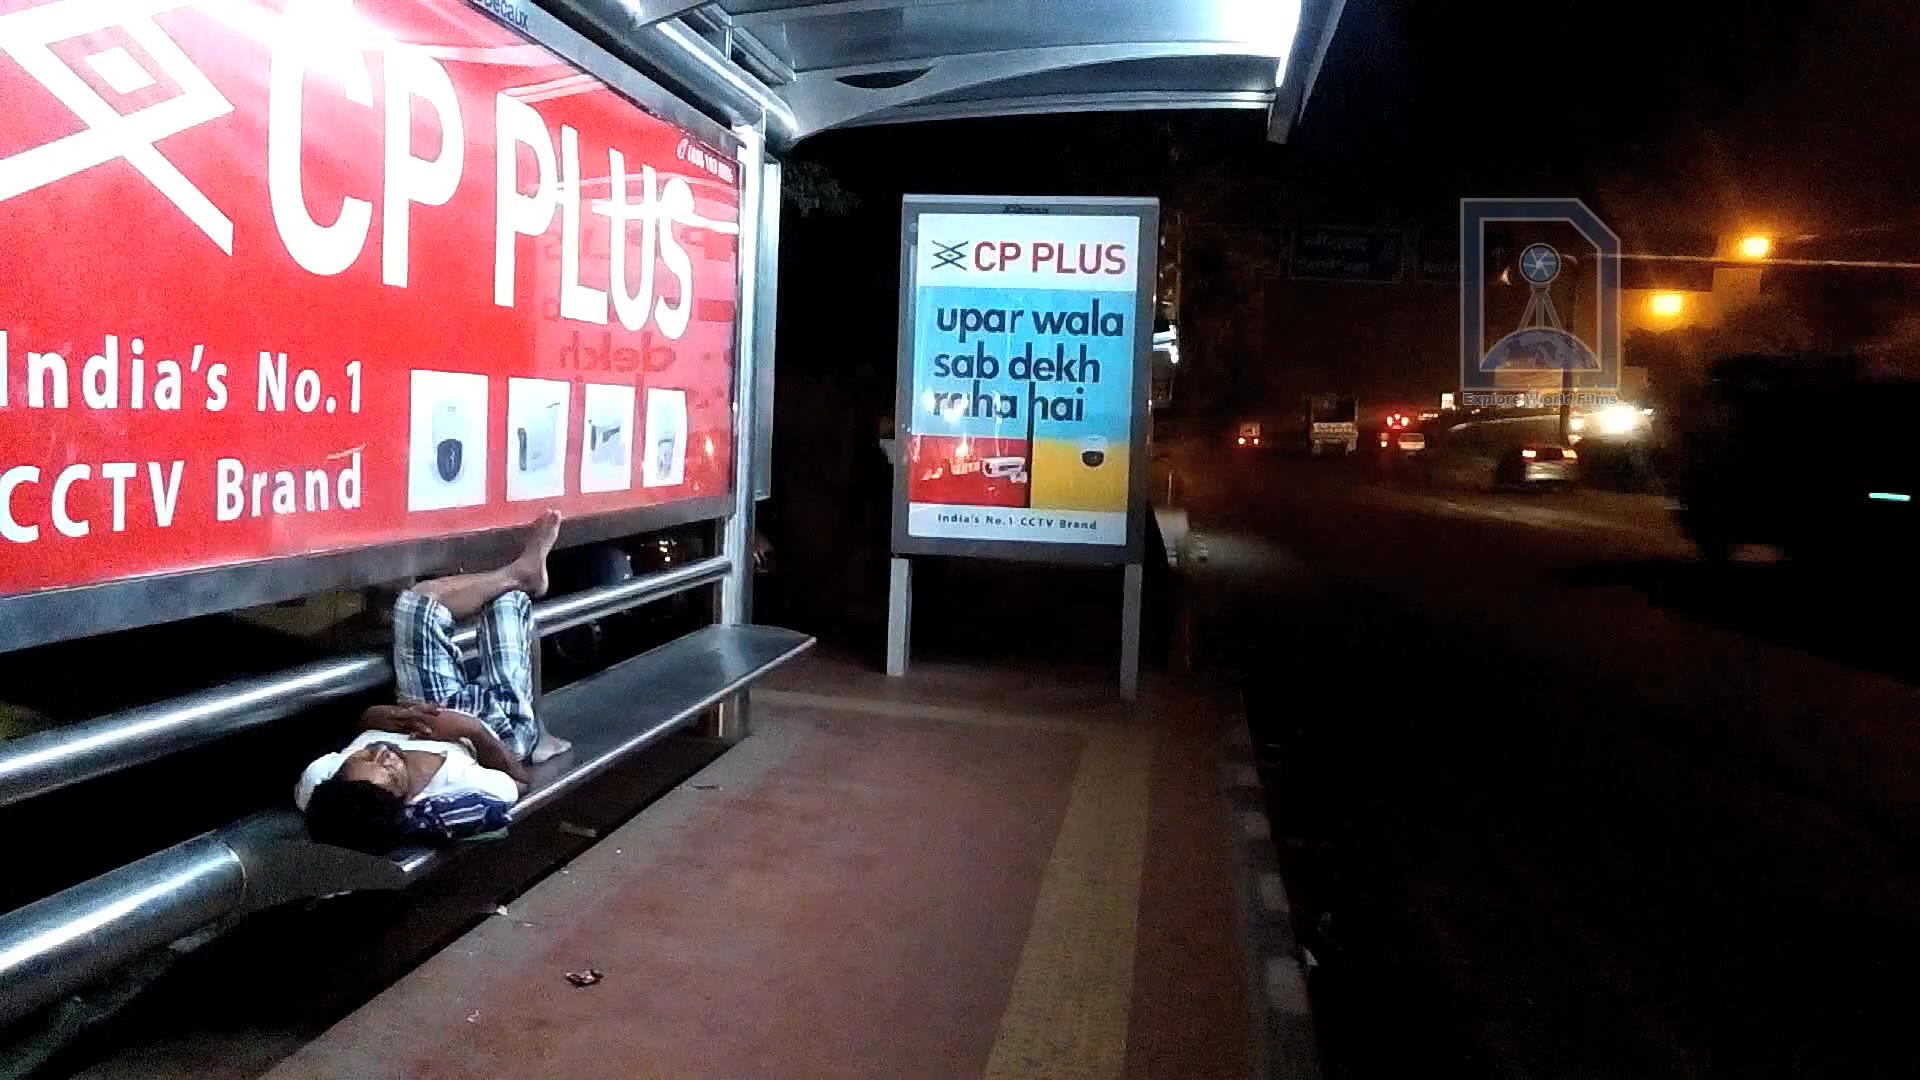 JCDecaux
CP PLUS
India's No.1
CCTV Brand
CP PLUS
upar wala
sab dekh
raha hai
India's No.1 CCTV Brand
Explore World Films